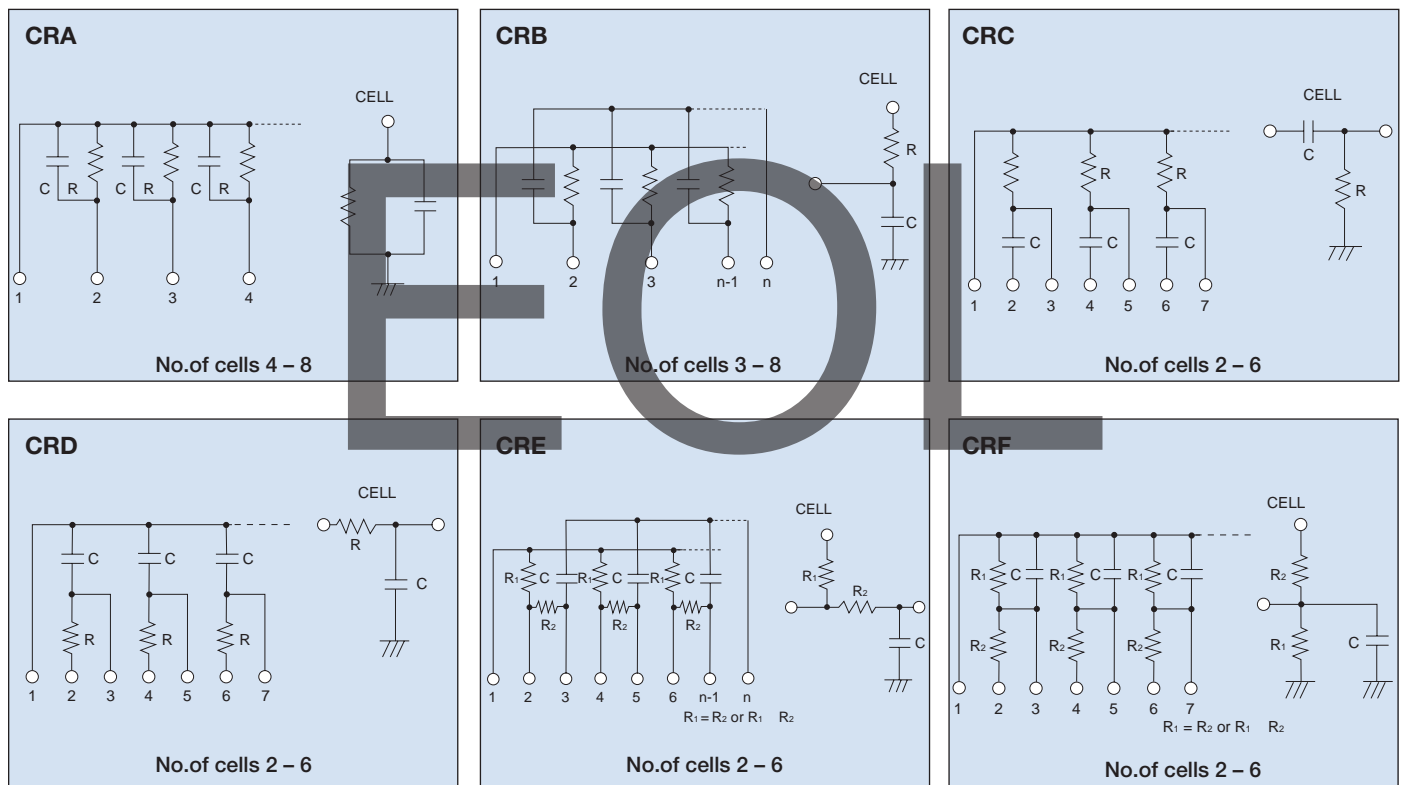 CRA
CELL
C R C R C R
1 2 3 4
No.of cells 4 – 8
CRB
CELL
R
C
1 2 3 n-1 n
No.of cells 3 – 8
CRC
CELL
C
R R
R
C C C
1 2 3 4 5 6 7
No.of cells 2 – 6
CRD
CELL
R
C C C
C
R R R
1 2 3 4 5 6 7
No.of cells 2 – 6
CRE
CELL
R1 C R1 C R1 C
R1
R2
R2 R2 R2
C
1 2 3 4 5 6 n-1 n
R1 = R2 or R1 R2
No.of cells 2 – 6
CRF
CELL
R1 C R1 C R1 C
R2
R2 R2 R2
R1 C
1 2 3 4 5 6 7
R1 = R2 or R1 R2
No.of cells 2 – 6
EOL